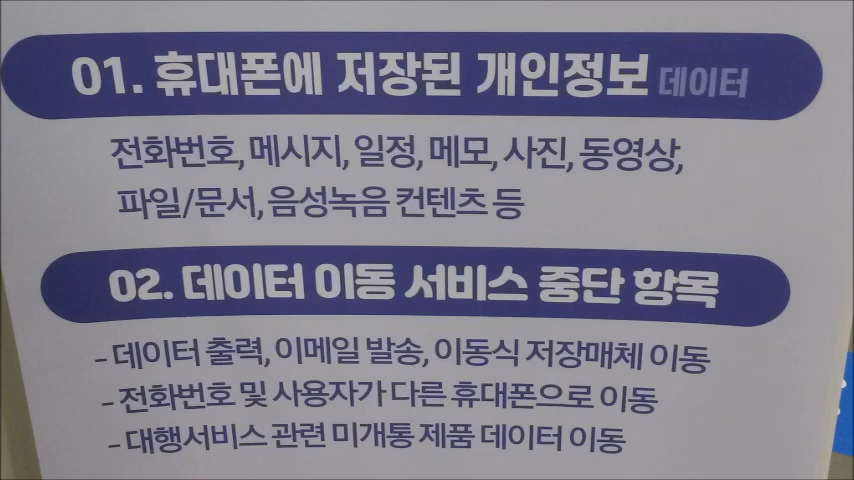 01. 휴대폰에 저장된 개인정보 데이터
전화번호, 메시지, 일정, 메모, 사진, 동영상,
파일/문서, 음성녹음 컨텐츠 등
02. 데이터 이동 서비스 중단 항목
- 데이터 출력, 이메일 발송, 이동식 저장매체 이동
- 전화번호 및 사용자가 다른 휴대폰으로 이동
- 대행서비스 관련 미개통 제품 데이터 이동